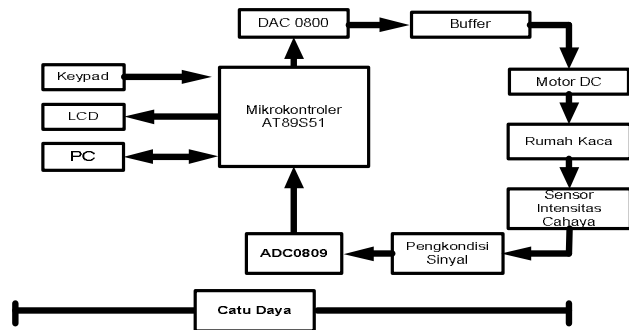 DAC 0800
Buffer
Keypad
Motor DC
Mikrokontroler
AT89S51
LCD
Rumah Kaca
PC
Sensor
Intensitas
Cahaya
ADC0809
Pengkondisi
Sinyal
Catu Daya